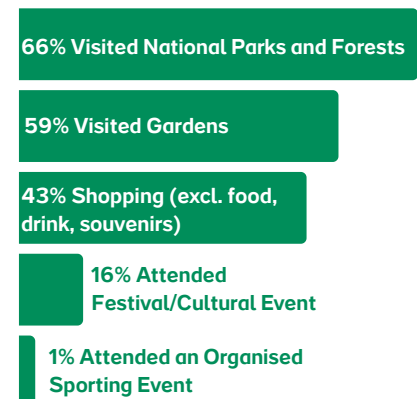 66% Visited National Parks and Forests
59% Visited Gardens
43% Shopping (excl. food,
drink, souvenirs)
16% Attended
Festival/Cultural Event
1% Attended an Organised
Sporting Event